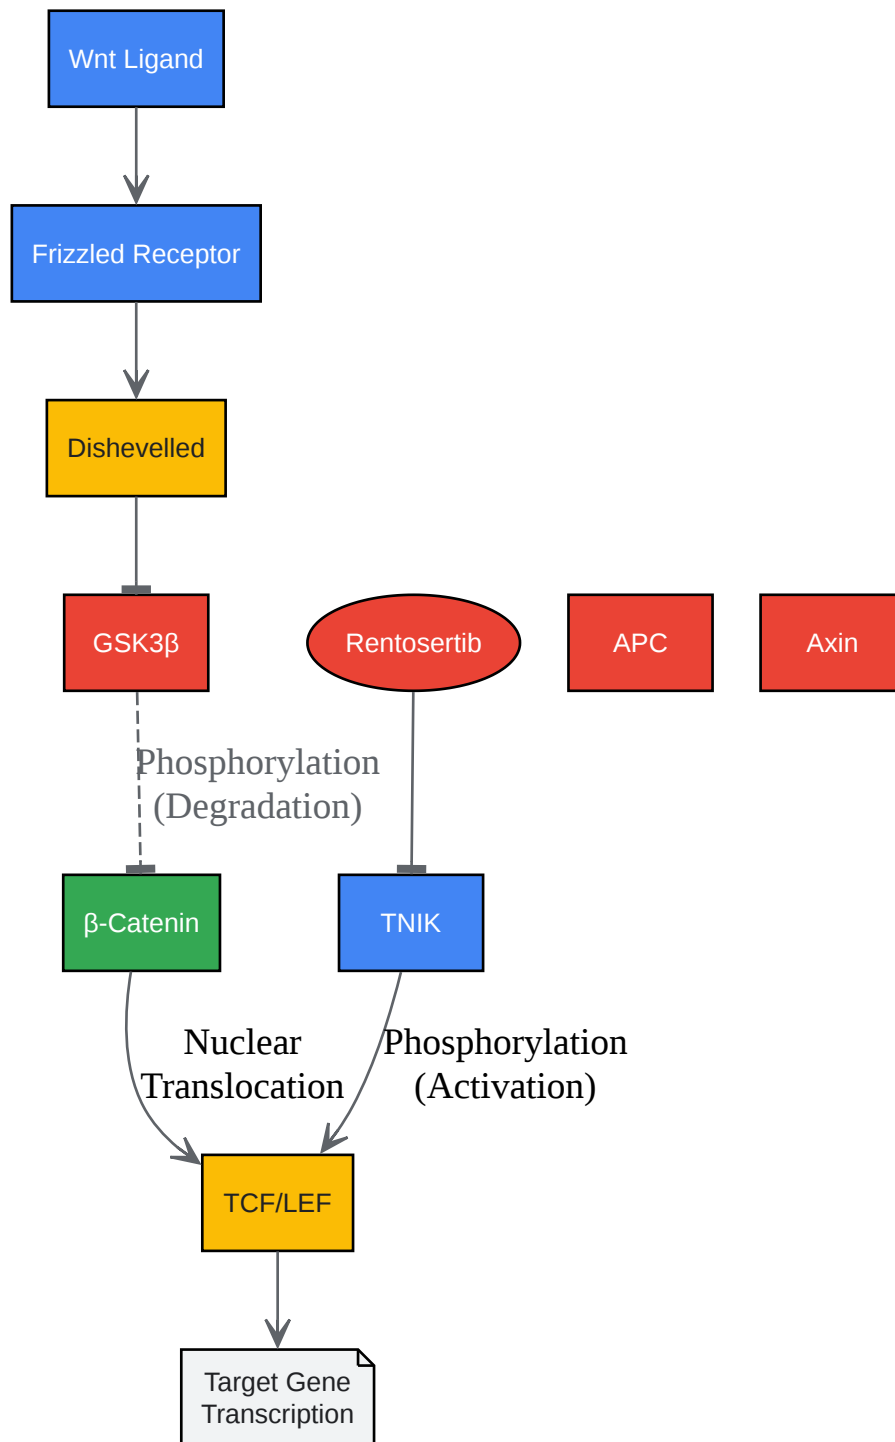 Wnt Ligand
Frizzled Receptor
Dishevelled
GSK3β
Rentosertib
APC
Axin
Phosphorylation
(Degradation)
β-Catenin
TNIK
Nuclear
Translocation
Phosphorylation
(Activation)
TCF/LEF
Target Gene
Transcription